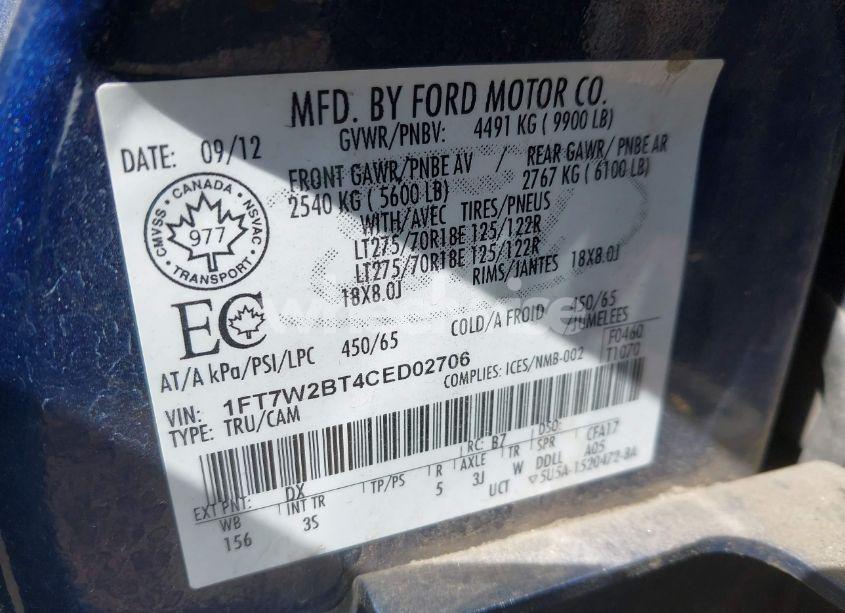 MFD. BY FORD MOTOR CO.
DATE: 09/12
GVWR/PNBV: 4491 KG ( 9900 LB)
FRONT GAWR/PNBE AV / REAR GAWR/ PNBE AR
2540 KG ( 5600 LB) 2767 KG ( 6100 LB)
WITH/AVEC TIRES/PNEUS
LT275/70R18E 125/122R
LT275/70R18E 125/122R
18X8.0J RIMS/JANTES 18X8.0J
CMVSS · CANADA · NSVAC
977
TRANSPORT
EC
AT/A kPa/PSI/LPC 450/65 COLD/A FROID 450/65
/JUMELEES
VIN: 1FT7W2BT4CED02706
COMPLIES: ICES/NMB-002
F0460
T1070
TYPE: TRU/CAM
EXT PNT: DX RC: B7 DSO:
WB INT TR TP/PS R AXLE TR SPR CFA17
156 3S 5 3J W DDLL A05
UCT ▽5U5A-1520472-BA